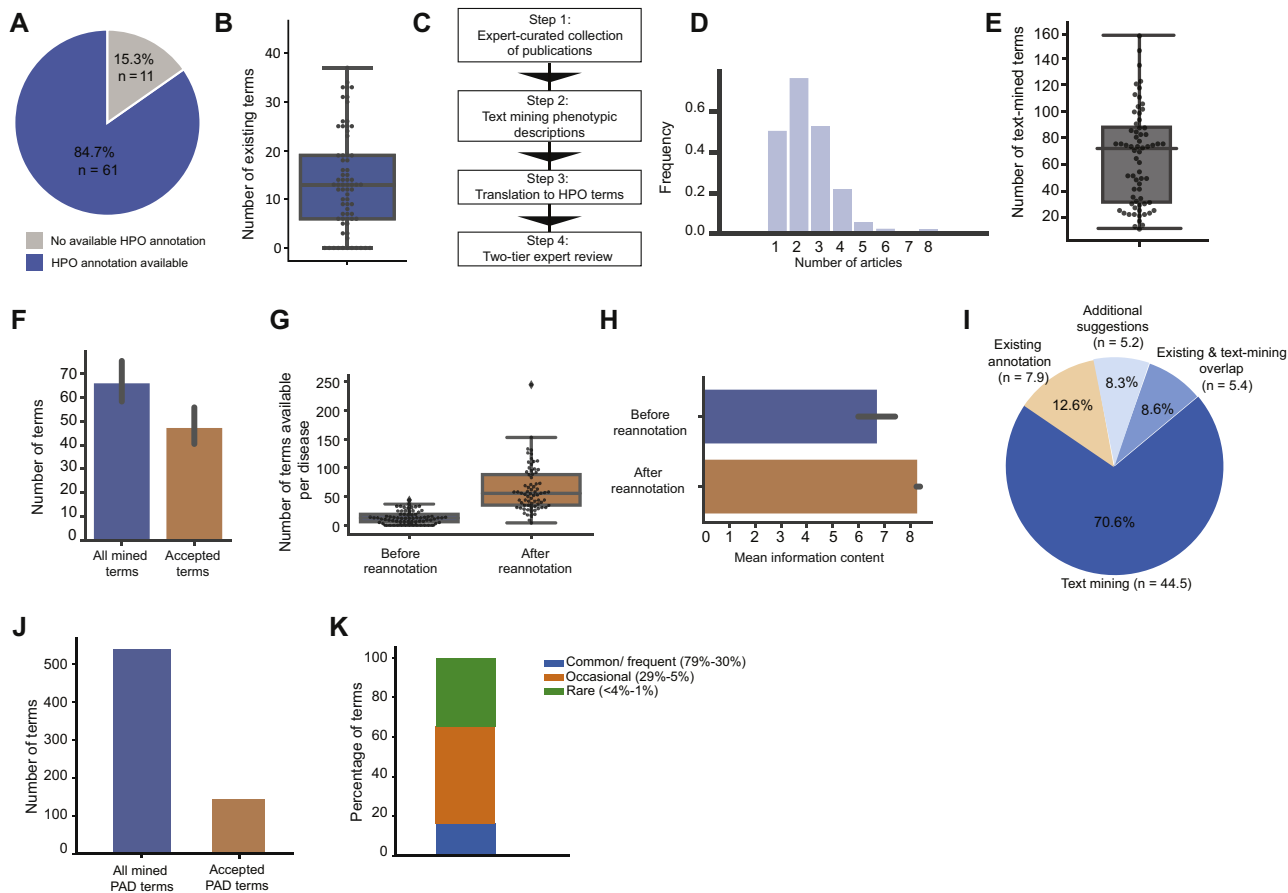 A
15.3%
n = 11
84.7%
n = 61
No available HPO annotation
HPO annotation available
B
Number of existing terms
40
30
20
10
0
C
Step 1:
Expert-curated collection
of publications
Step 2:
Text mining phenotypic
descriptions
Step 3:
Translation to HPO terms
Step 4:
Two-tier expert review
D
Frequency
0.6
0.4
0.2
0.0
1 2 3 4 5 6 7 8
Number of articles
E
Number of text-mined terms
160
140
120
100
80
60
40
20
F
Number of terms
70
60
50
40
30
20
10
0
All mined
terms
Accepted
terms
G
Number of terms available
per disease
250
200
150
100
50
0
Before
reannotation
After
reannotation
H
Before
reannotation
After
reannotation
0 1 2 3 4 5 6 7 8
Mean information content
I
Additional
suggestions
(n = 5.2)
Existing
annotation
(n = 7.9)
Existing & text-mining
overlap
(n = 5.4)
8.3%
12.6%
8.6%
70.6%
Text mining (n = 44.5)
J
Number of terms
500
400
300
200
100
0
All mined
PAD terms
Accepted
PAD terms
K
Percentage of terms
100
80
60
40
20
0
Common/ frequent (79%-30%)
Occasional (29%-5%)
Rare (<4%-1%)